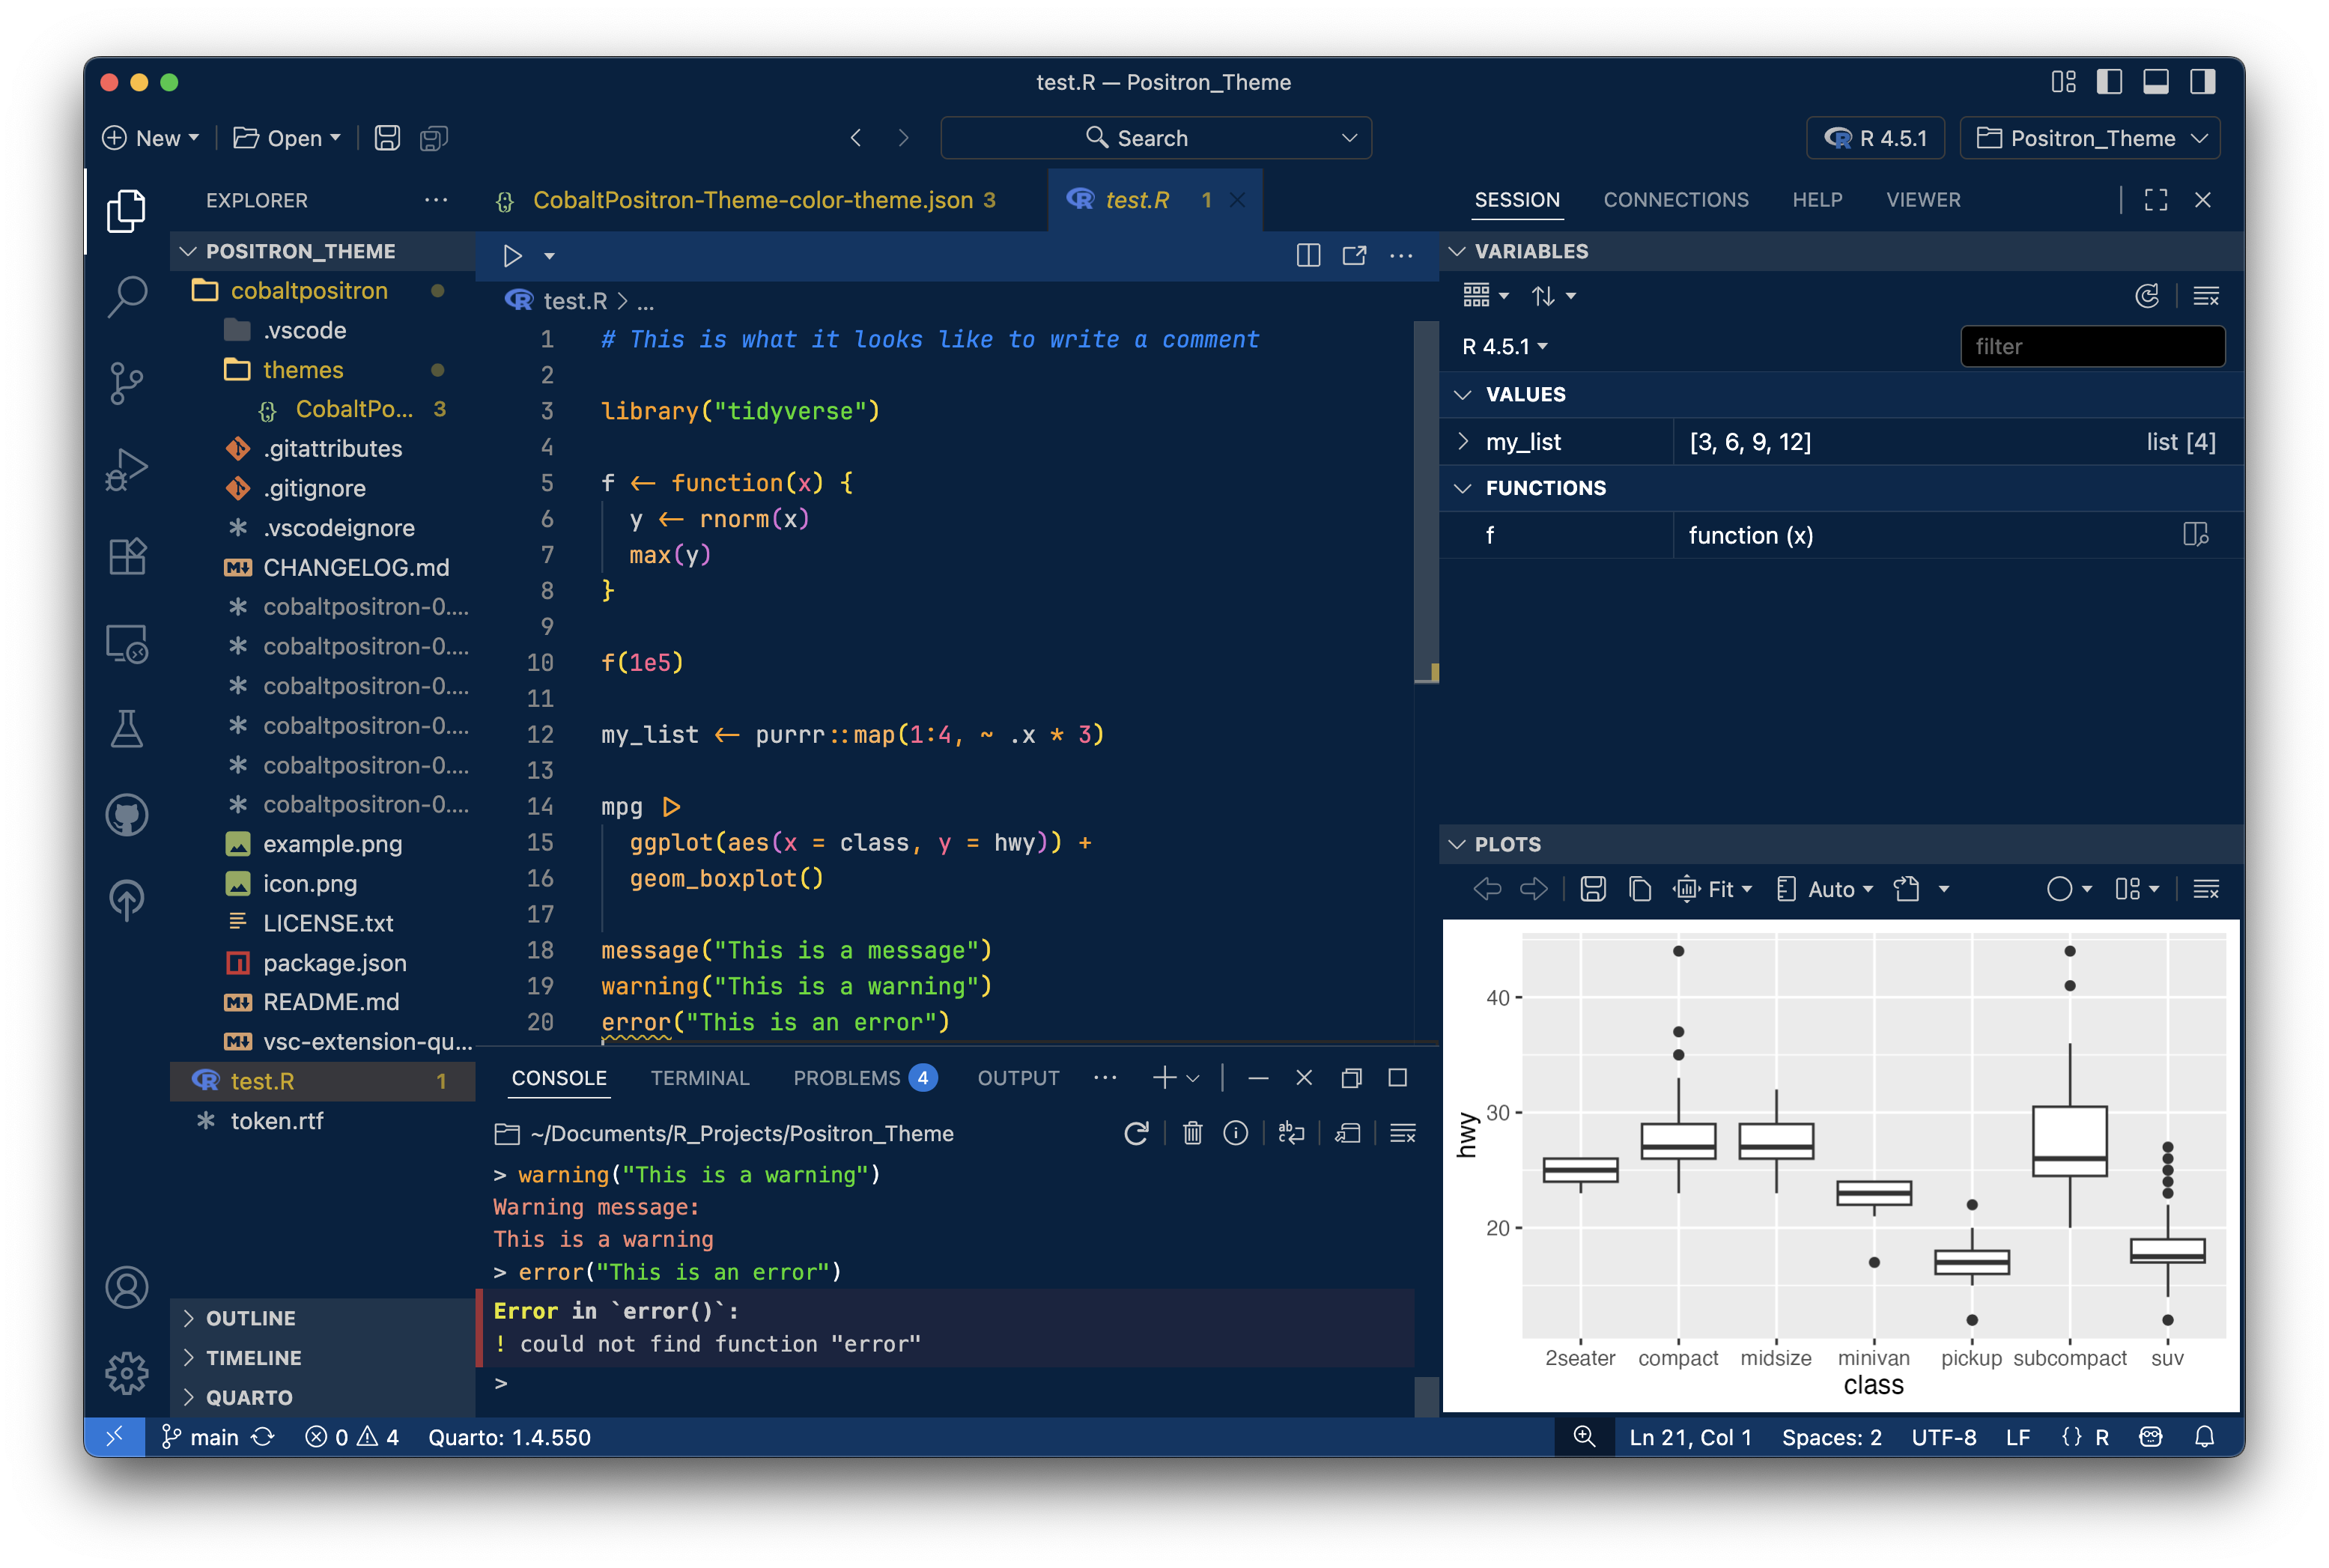 test.R — Positron_Theme
New
Open
Search
R 4.5.1
Positron_Theme
EXPLORER
POSITRON_THEME
cobaltpositron
.vscode
themes
CobaltPo... 3
.gitattributes
.gitignore
.vscodeignore
CHANGELOG.md
cobaltpositron-0....
cobaltpositron-0....
cobaltpositron-0....
cobaltpositron-0....
cobaltpositron-0....
cobaltpositron-0....
example.png
icon.png
LICENSE.txt
package.json
README.md
vsc-extension-qu...
test.R 1
token.rtf
OUTLINE
TIMELINE
QUARTO
CobaltPositron-Theme-color-theme.json 3
test.R 1
test.R > ...
1 # This is what it looks like to write a comment
2
3 library("tidyverse")
4
5 f <- function(x) {
6 y <- rnorm(x)
7 max(y)
8 }
9
10 f(1e5)
11
12 my_list <- purrr::map(1:4, ~ .x * 3)
13
14 mpg |>
15 ggplot(aes(x = class, y = hwy)) +
16 geom_boxplot()
17
18 message("This is a message")
19 warning("This is a warning")
20 error("This is an error")
CONSOLE TERMINAL PROBLEMS 4 OUTPUT
~/Documents/R_Projects/Positron_Theme
> warning("This is a warning")
Warning message:
This is a warning
> error("This is an error")
Error in `error()`:
! could not find function "error"
>
SESSION CONNECTIONS HELP VIEWER
VARIABLES
R 4.5.1
filter
VALUES
my_list [3, 6, 9, 12] list [4]
FUNCTIONS
f function (x)
PLOTS
Fit Auto
40
30
20
hwy
2seater compact midsize minivan pickup subcompact suv
class
main 0 4 Quarto: 1.4.550
Ln 21, Col 1 Spaces: 2 UTF-8 LF {} R